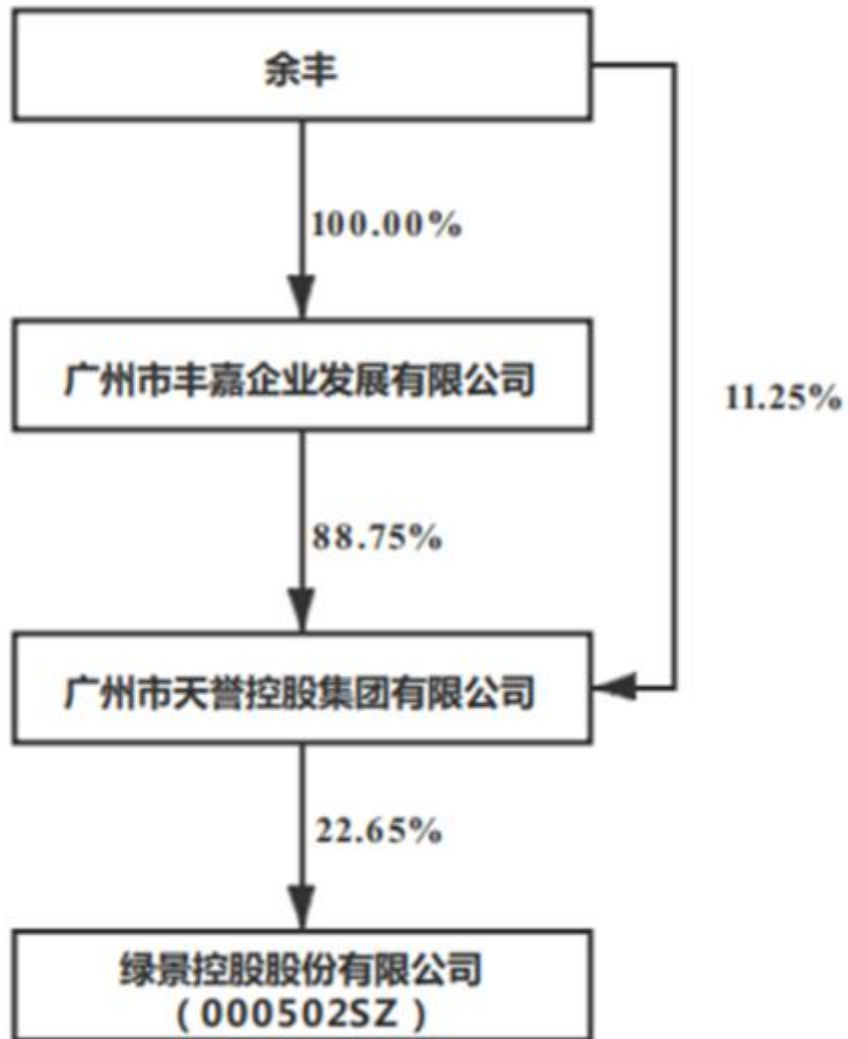 余丰
100.00%
广州市丰嘉企业发展有限公司
11.25%
88.75%
广州市天誉控股集团有限公司
22.65%
绿景控股股份有限公司
（000502SZ）